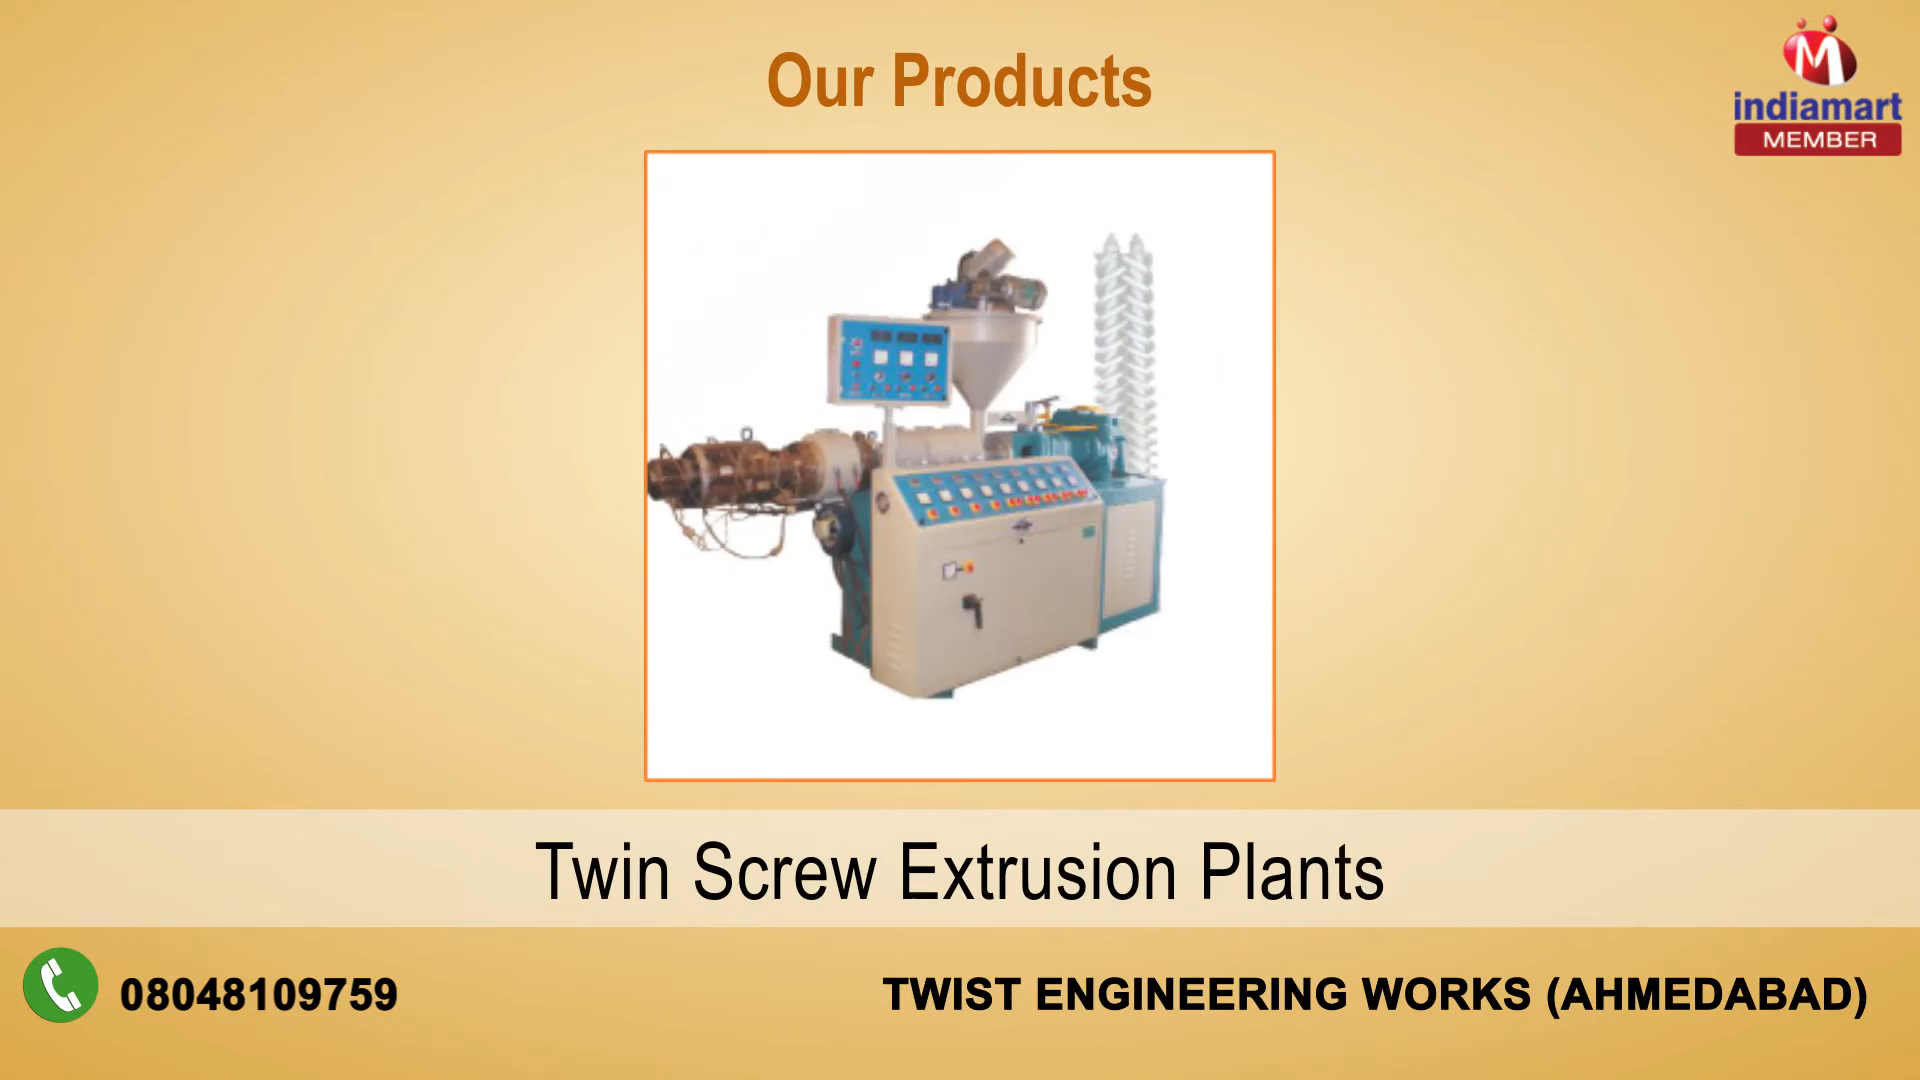 Our Products
indiamart
MEMBER
Twin Screw Extrusion Plants
08048109759
TWIST ENGINEERING WORKS (AHMEDABAD)